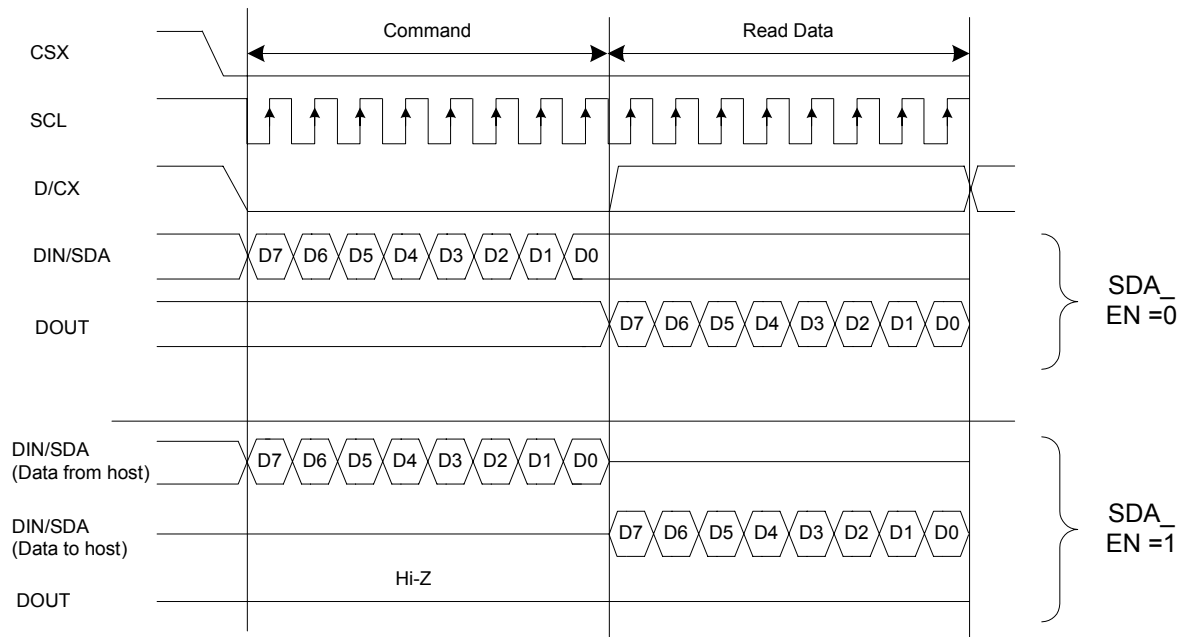 Command
Read Data
CSX
SCL
D/CX
DIN/SDA
D7 D6 D5 D4 D3 D2 D1 D0
DOUT
D7 D6 D5 D4 D3 D2 D1 D0
SDA_
EN =0
DIN/SDA
(Data from host)
D7 D6 D5 D4 D3 D2 D1 D0
DIN/SDA
(Data to host)
D7 D6 D5 D4 D3 D2 D1 D0
SDA_
EN =1
Hi-Z
DOUT